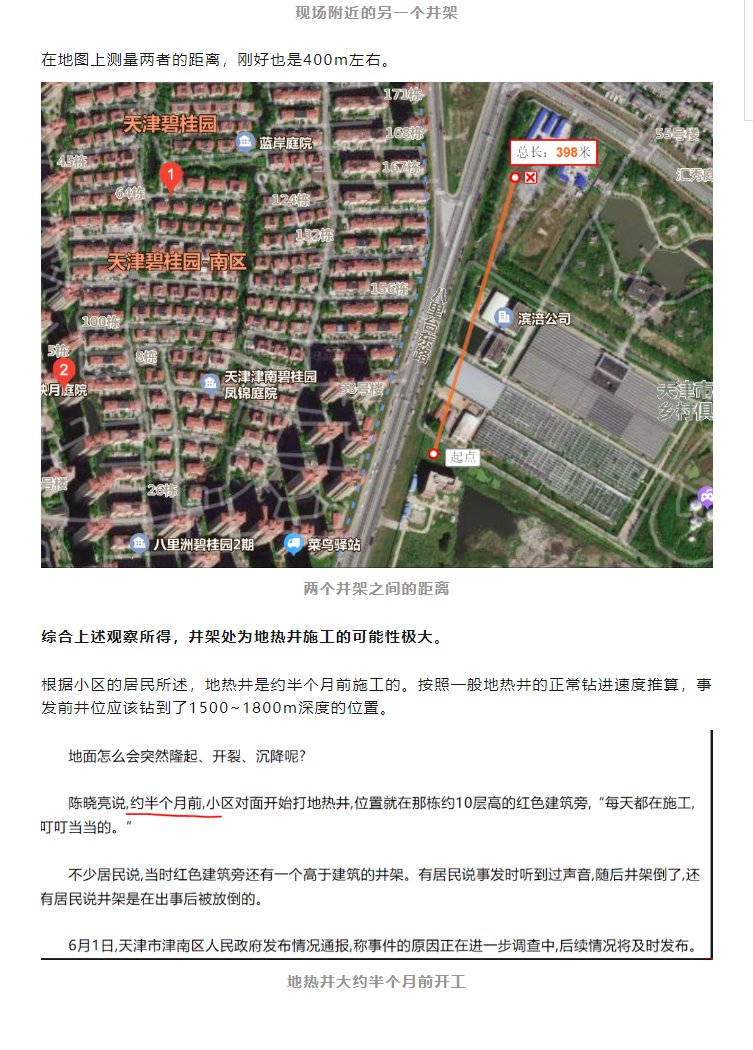 现场附近的另一个井架
在地图上测量两者的距离，刚好也是400m左右。
171栋
天津碧桂园
168栋
总长：398米
55号楼
蓝岸庭院
45栋
167栋
1
64栋
124栋
132栋
天津碧桂园-南区
156栋
100栋
滨涪公司
5栋
8栋
2
映月庭院
天津津南碧桂园
凤锦庭院
38号楼
天津市
乡村俱
起点
号楼
26栋
八里洲碧桂园2期
菜鸟驿站
两个井架之间的距离
综合上述观察所得，井架处为地热井施工的可能性极大。
根据小区的居民所述，地热井是约半个月前施工的。按照一般地热井的正常钻进速度推算，事
发前井位应该钻到了1500~1800m深度的位置。
地面怎么会突然隆起、开裂、沉降呢?
陈晓亮说,约半个月前,小区对面开始打地热井,位置就在那栋约10层高的红色建筑旁,“每天都在施工,
叮叮当当的。”
不少居民说,当时红色建筑旁还有一个高于建筑的井架。有居民说事发时听到过声音,随后井架倒了,还
有居民说井架是在出事后被放倒的。
6月1日,天津市津南区人民政府发布情况通报,称事件的原因正在进一步调查中,后续情况将及时发布。
地热井大约半个月前开工